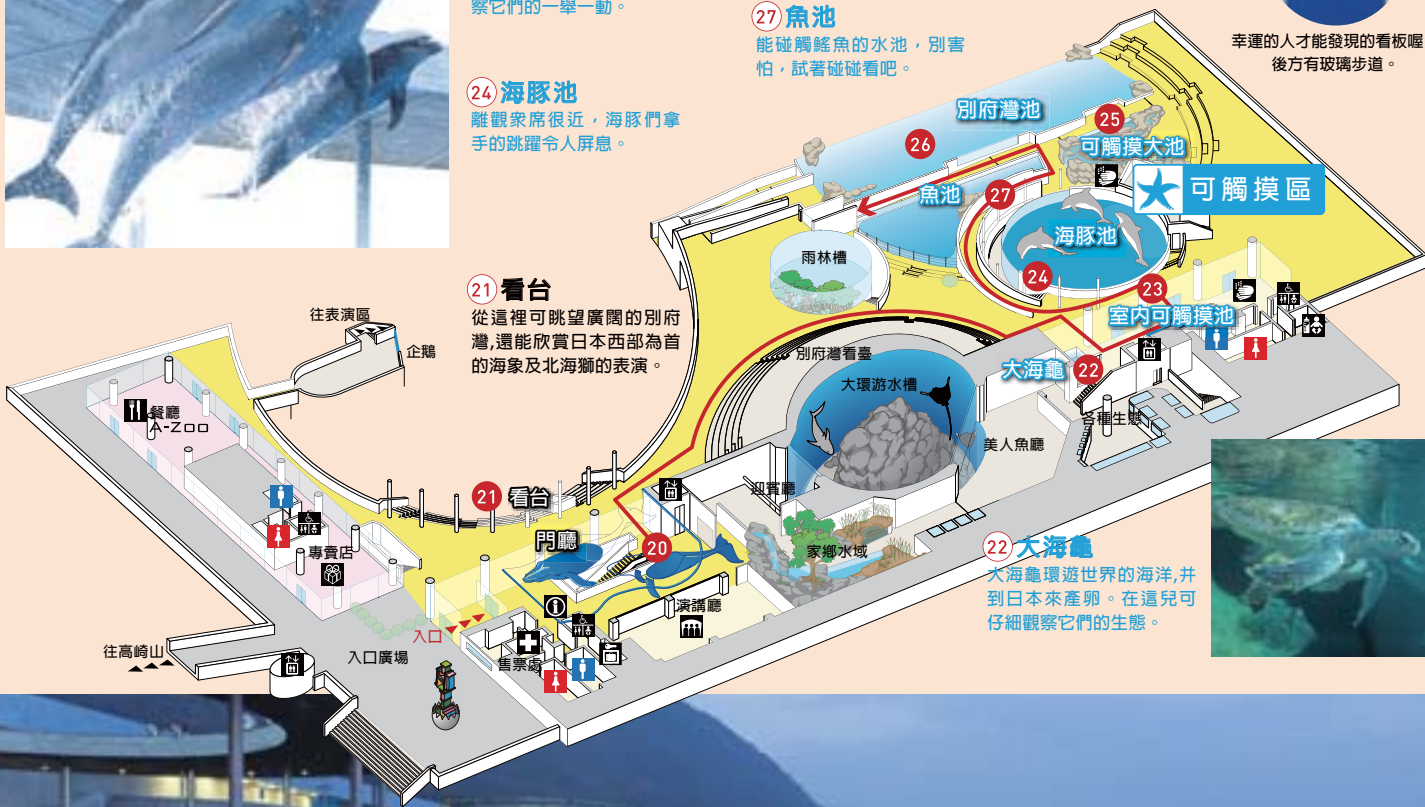 察它們的一舉一動。
24 海豚池
離觀衆席很近，海豚們拿
手的跳躍令人屏息。
27 魚池
能碰觸鰩魚的水池，別害
怕，試著碰碰看吧。
幸運的人才能發現的看板喔
後方有玻璃步道。
別府灣池
26
25
可觸摸大池
可觸摸區
魚池
27
海豚池
24
雨林槽
23
室内可觸摸池
21 看台
從這裡可眺望廣闊的別府
灣,還能欣賞日本西部為首
的海象及北海獅的表演。
往表演區
企鵝
別府灣看臺
大環游水槽
大海龜
22
各種生態
美人魚廳
餐廳
A-Zoo
21 看台
迎賓廳
門廳
20
家鄉水域
專賣店
演講廳
22 大海龜
大海龜環遊世界的海洋,并
到日本來產卵。在這兒可
仔細觀察它們的生態。
入口
售票處
往高崎山
入口廣場